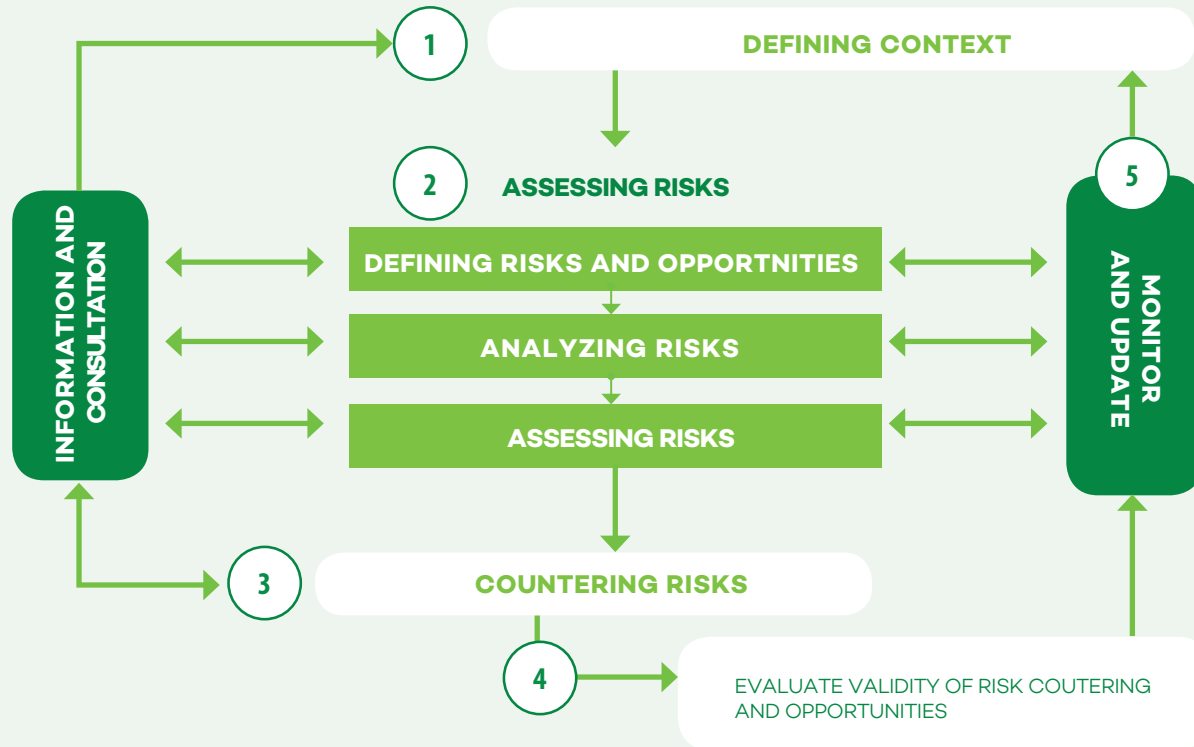 1
DEFINING CONTEXT
2
ASSESSING RISKS
INFORMATION AND
CONSULTATION
DEFINING RISKS AND OPPORTNITIES
ANALYZING RISKS
ASSESSING RISKS
5
MONITOR
AND UPDATE
3
COUNTERING RISKS
4
EVALUATE VALIDITY OF RISK COUTERING
AND OPPORTUNITIES